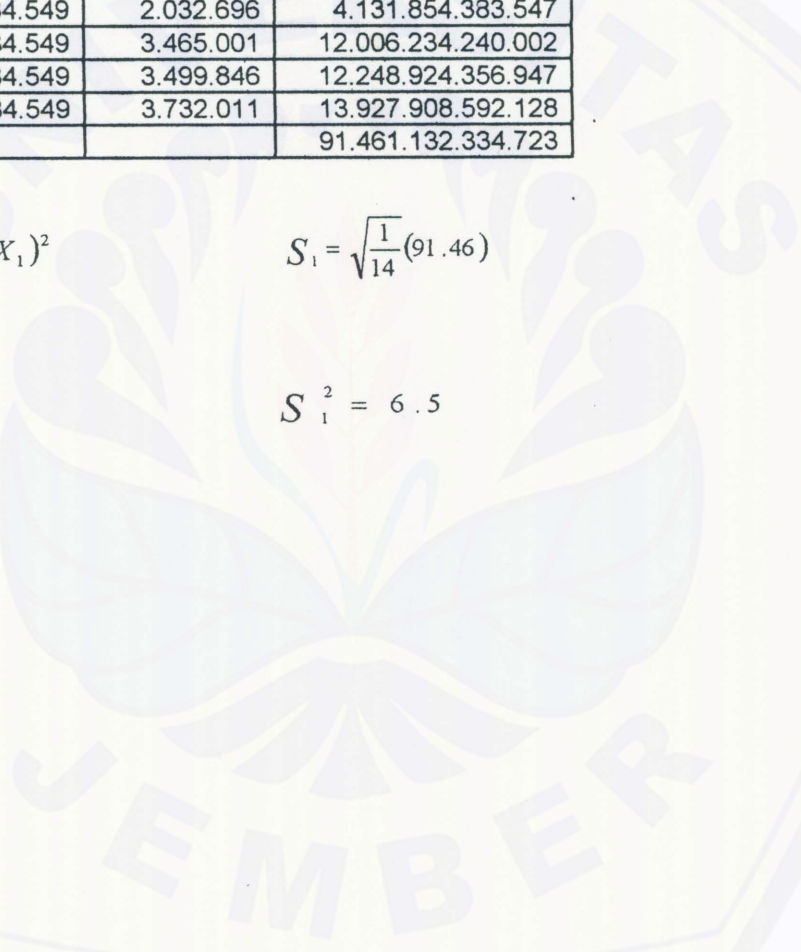 4.549 2.032.696 4.131.854.383.547
4.549 3.465.001 12.006.234.240.002
4.549 3.499.846 12.248.924.356.947
4.549 3.732.011 13.927.908.592.128
91.461.132.334.723
X₁)² S₁ = √(1/14)(91.46)
S₁² = 6.5
JEMBER